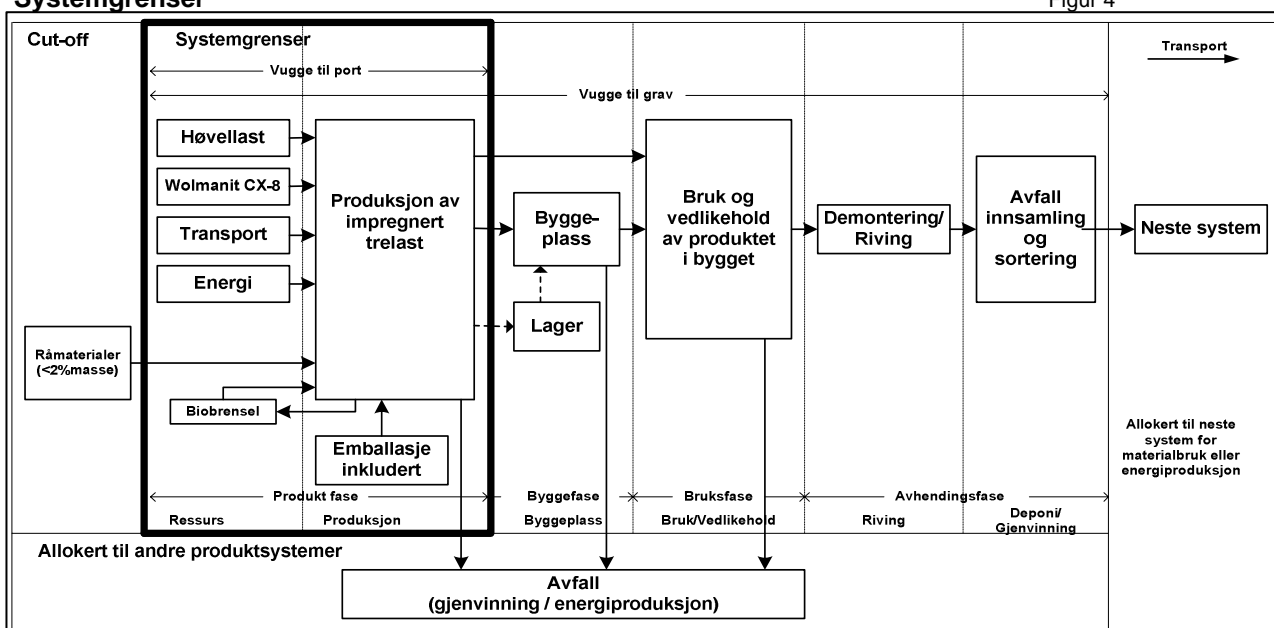 Systemgrenser
Figur 4
Cut-off
Systemgrenser
Transport
Vugge til port
Vugge til grav
Høvellast
Wolmanit CX-8
Transport
Energi
Råmaterialer
(<2%masse)
Biobrensel
Produksjon av
impregnert
trelast
Emballasje
inkludert
Bygge-
plass
Lager
Bruk og
vedlikehold
av produktet
i bygget
Demontering/
Riving
Avfall
innsamling
og
sortering
Neste system
Allokert til neste
system for
materialbruk eller
energiproduksjon
Produkt fase
Byggefase
Bruksfase
Avhendingsfase
Ressurs
Produksjon
Byggeplass
Bruk/Vedlikehold
Riving
Deponi/
Gjenvinning
Allokert til andre produktsystemer
Avfall
(gjenvinning / energiproduksjon)